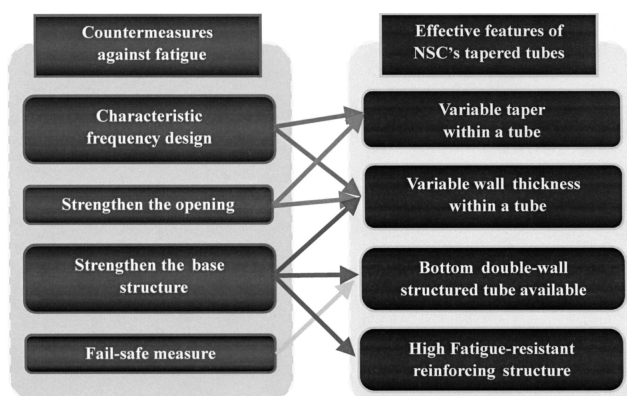 Countermeasures
against fatigue
Characteristic
frequency design
Strengthen the opening
Strengthen the base
structure
Fail-safe measure
Effective features of
NSC's tapered tubes
Variable taper
within a tube
Variable wall thickness
within a tube
Bottom double-wall
structured tube available
High Fatigue-resistant
reinforcing structure